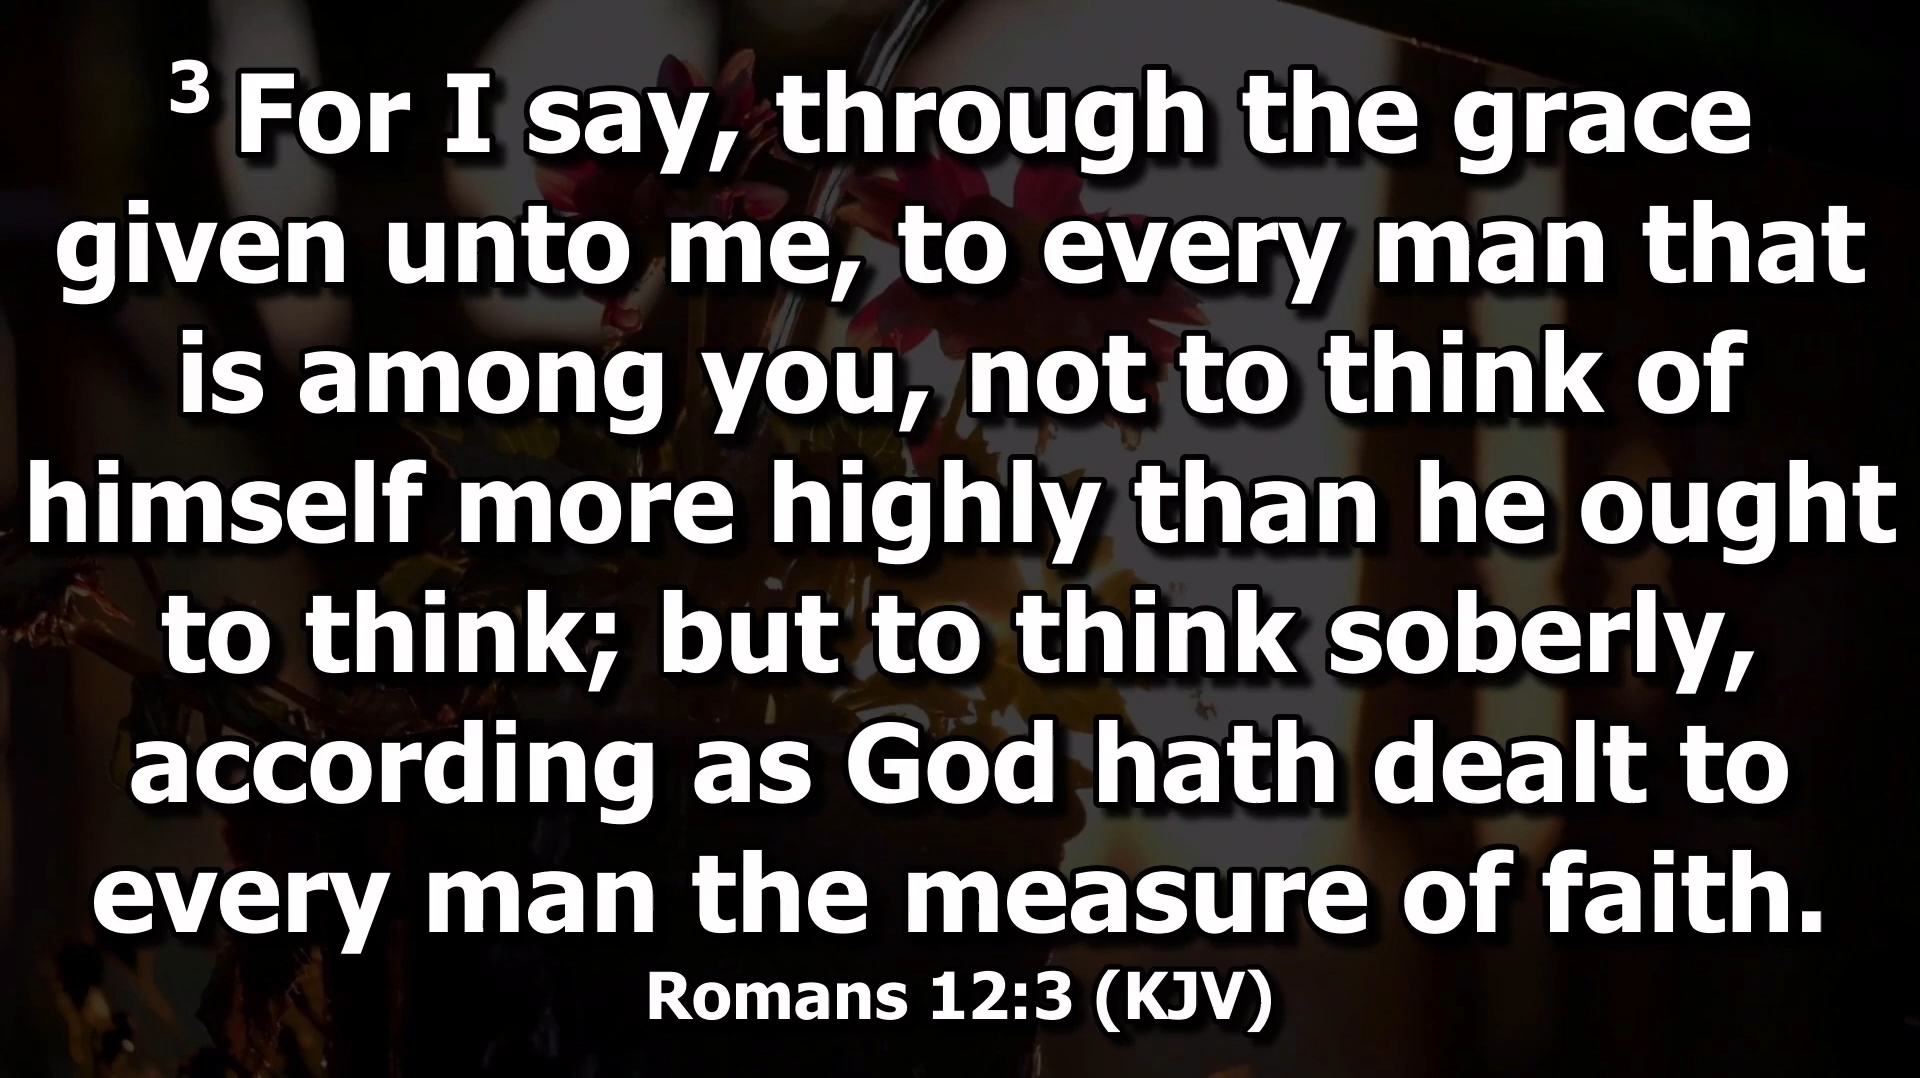 3 For I say, through the grace
given unto me, to every man that
is among you, not to think of
himself more highly than he ought
to think; but to think soberly,
according as God hath dealt to
every man the measure of faith.
Romans 12:3 (KJV)